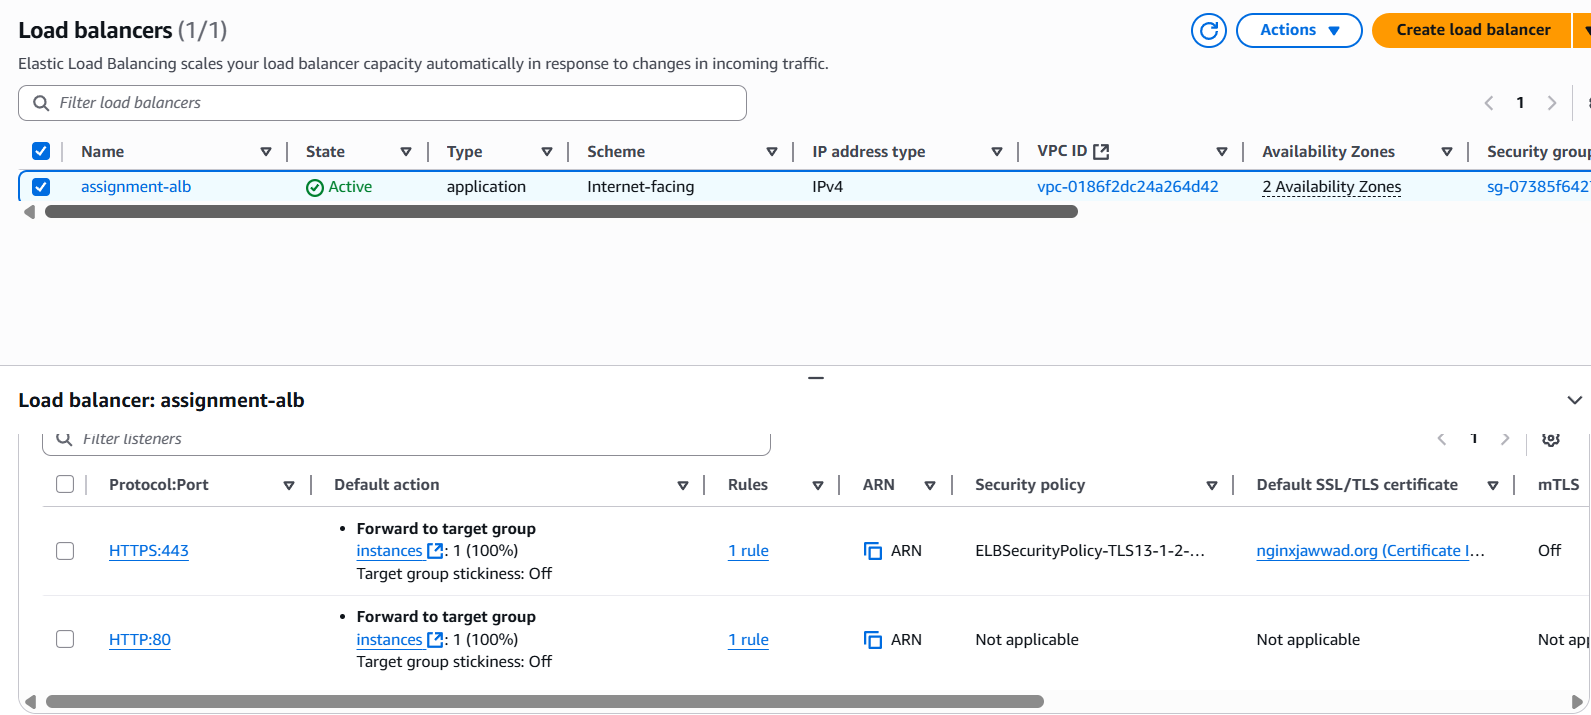 Load balancers (1/1)
Actions
Create load balancer
Elastic Load Balancing scales your load balancer capacity automatically in response to changes in incoming traffic.
Filter load balancers
1
Name State Type Scheme IP address type VPC ID Availability Zones Security group
assignment-alb Active application Internet-facing IPv4 vpc-0186f2dc24a264d42 2 Availability Zones sg-07385f642
Load balancer: assignment-alb
Filter listeners
1
Protocol:Port Default action Rules ARN Security policy Default SSL/TLS certificate mTLS
• Forward to target group
HTTPS:443 instances : 1 (100%) 1 rule ARN ELBSecurityPolicy-TLS13-1-2-... nginxjawwad.org (Certificate I... Off
Target group stickiness: Off
• Forward to target group
HTTP:80 instances : 1 (100%) 1 rule ARN Not applicable Not applicable Not
Target group stickiness: Off